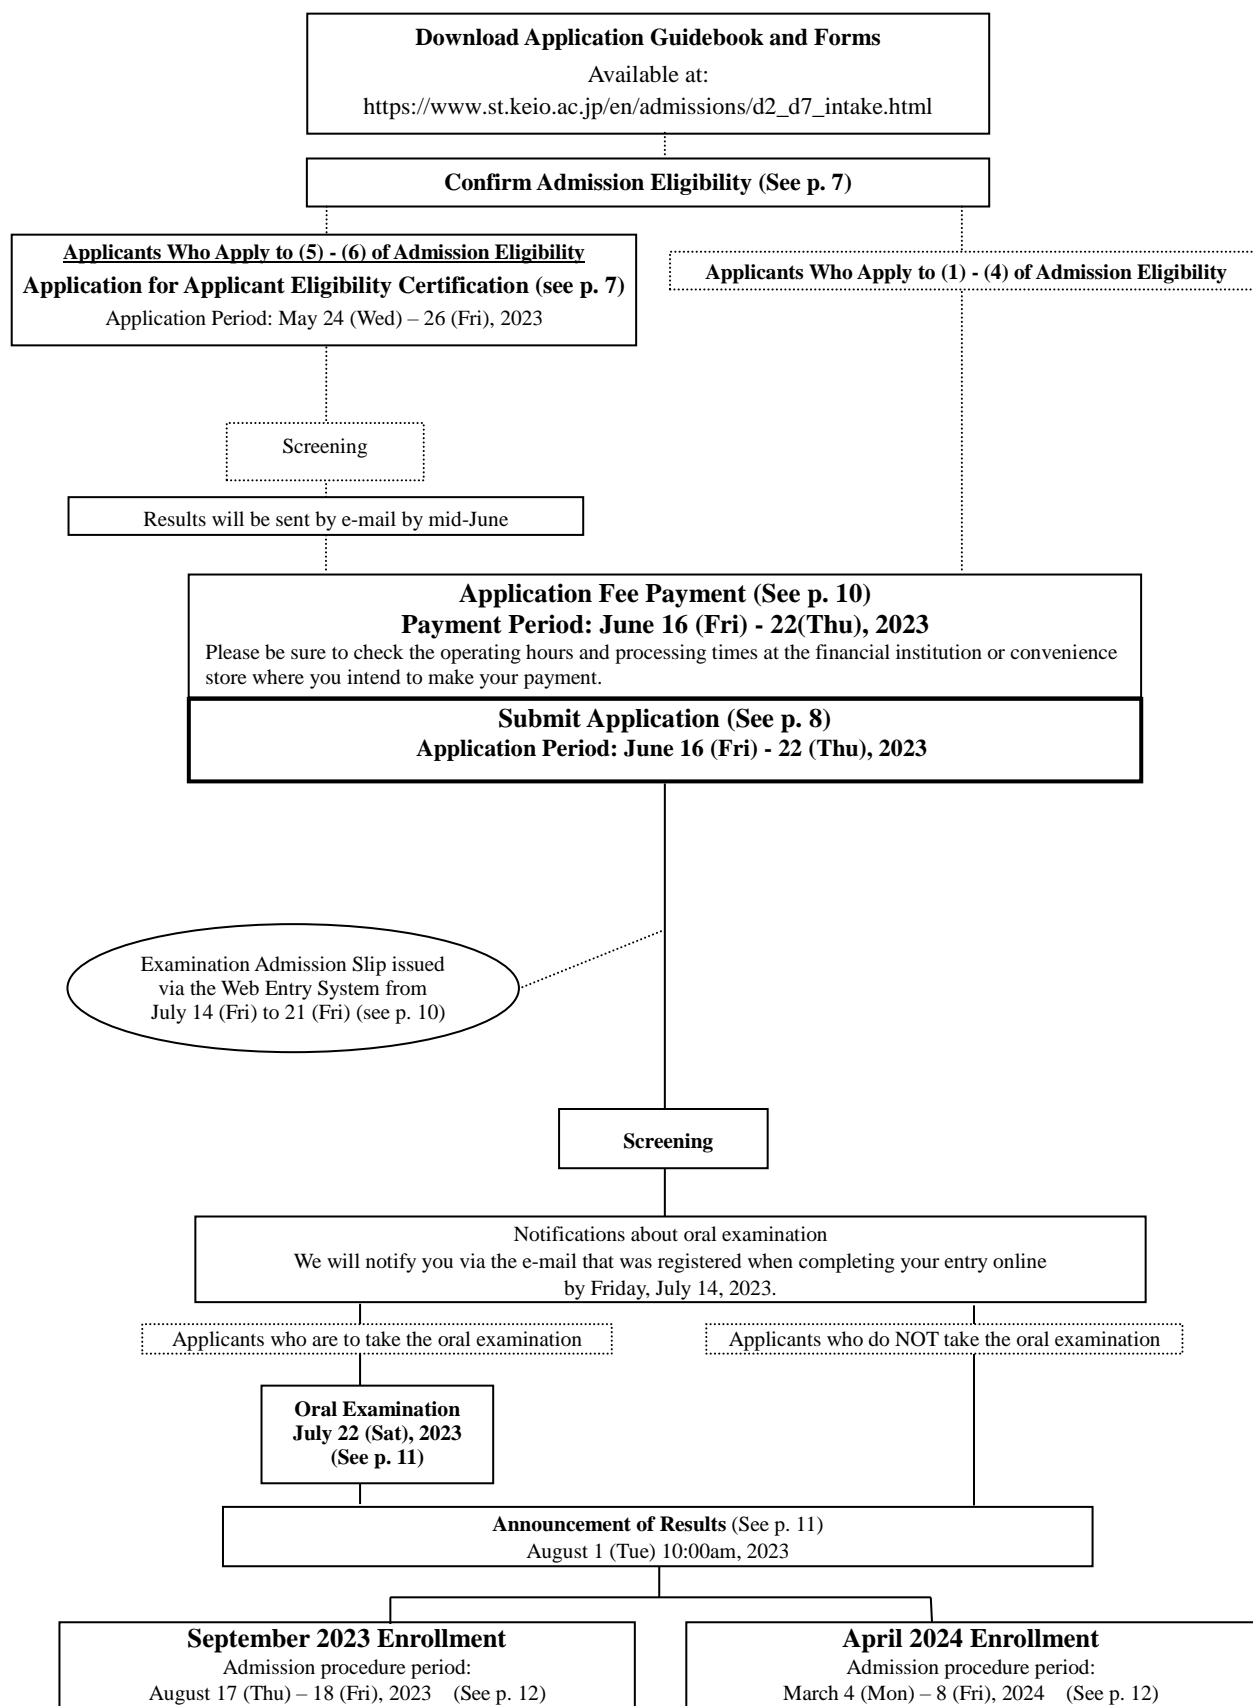 Download Application Guidebook and Forms
Available at:
https://www.st.keio.ac.jp/en/admissions/d2_d7_intake.html
Confirm Admission Eligibility (See p. 7)
Applicants Who Apply to (5) - (6) of Admission Eligibility
Application for Applicant Eligibility Certification (see p. 7)
Application Period: May 24 (Wed) – 26 (Fri), 2023
Applicants Who Apply to (1) - (4) of Admission Eligibility
Screening
Results will be sent by e-mail by mid-June
Application Fee Payment (See p. 10)
Payment Period: June 16 (Fri) - 22(Thu), 2023
Please be sure to check the operating hours and processing times at the financial institution or convenience
store where you intend to make your payment.
Submit Application (See p. 8)
Application Period: June 16 (Fri) - 22 (Thu), 2023
Examination Admission Slip issued
via the Web Entry System from
July 14 (Fri) to 21 (Fri) (see p. 10)
Screening
Notifications about oral examination
We will notify you via the e-mail that was registered when completing your entry online
by Friday, July 14, 2023.
Applicants who are to take the oral examination
Applicants who do NOT take the oral examination
Oral Examination
July 22 (Sat), 2023
(See p. 11)
Announcement of Results (See p. 11)
August 1 (Tue) 10:00am, 2023
September 2023 Enrollment
Admission procedure period:
August 17 (Thu) – 18 (Fri), 2023 (See p. 12)
April 2024 Enrollment
Admission procedure period:
March 4 (Mon) – 8 (Fri), 2024 (See p. 12)